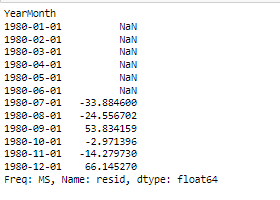 YearMonth
1980-01-01 NaN
1980-02-01 NaN
1980-03-01 NaN
1980-04-01 NaN
1980-05-01 NaN
1980-06-01 NaN
1980-07-01 -33.884600
1980-08-01 -24.556702
1980-09-01 53.834159
1980-10-01 -2.971396
1980-11-01 -14.279730
1980-12-01 66.145270
Freq: MS, Name: resid, dtype: float64